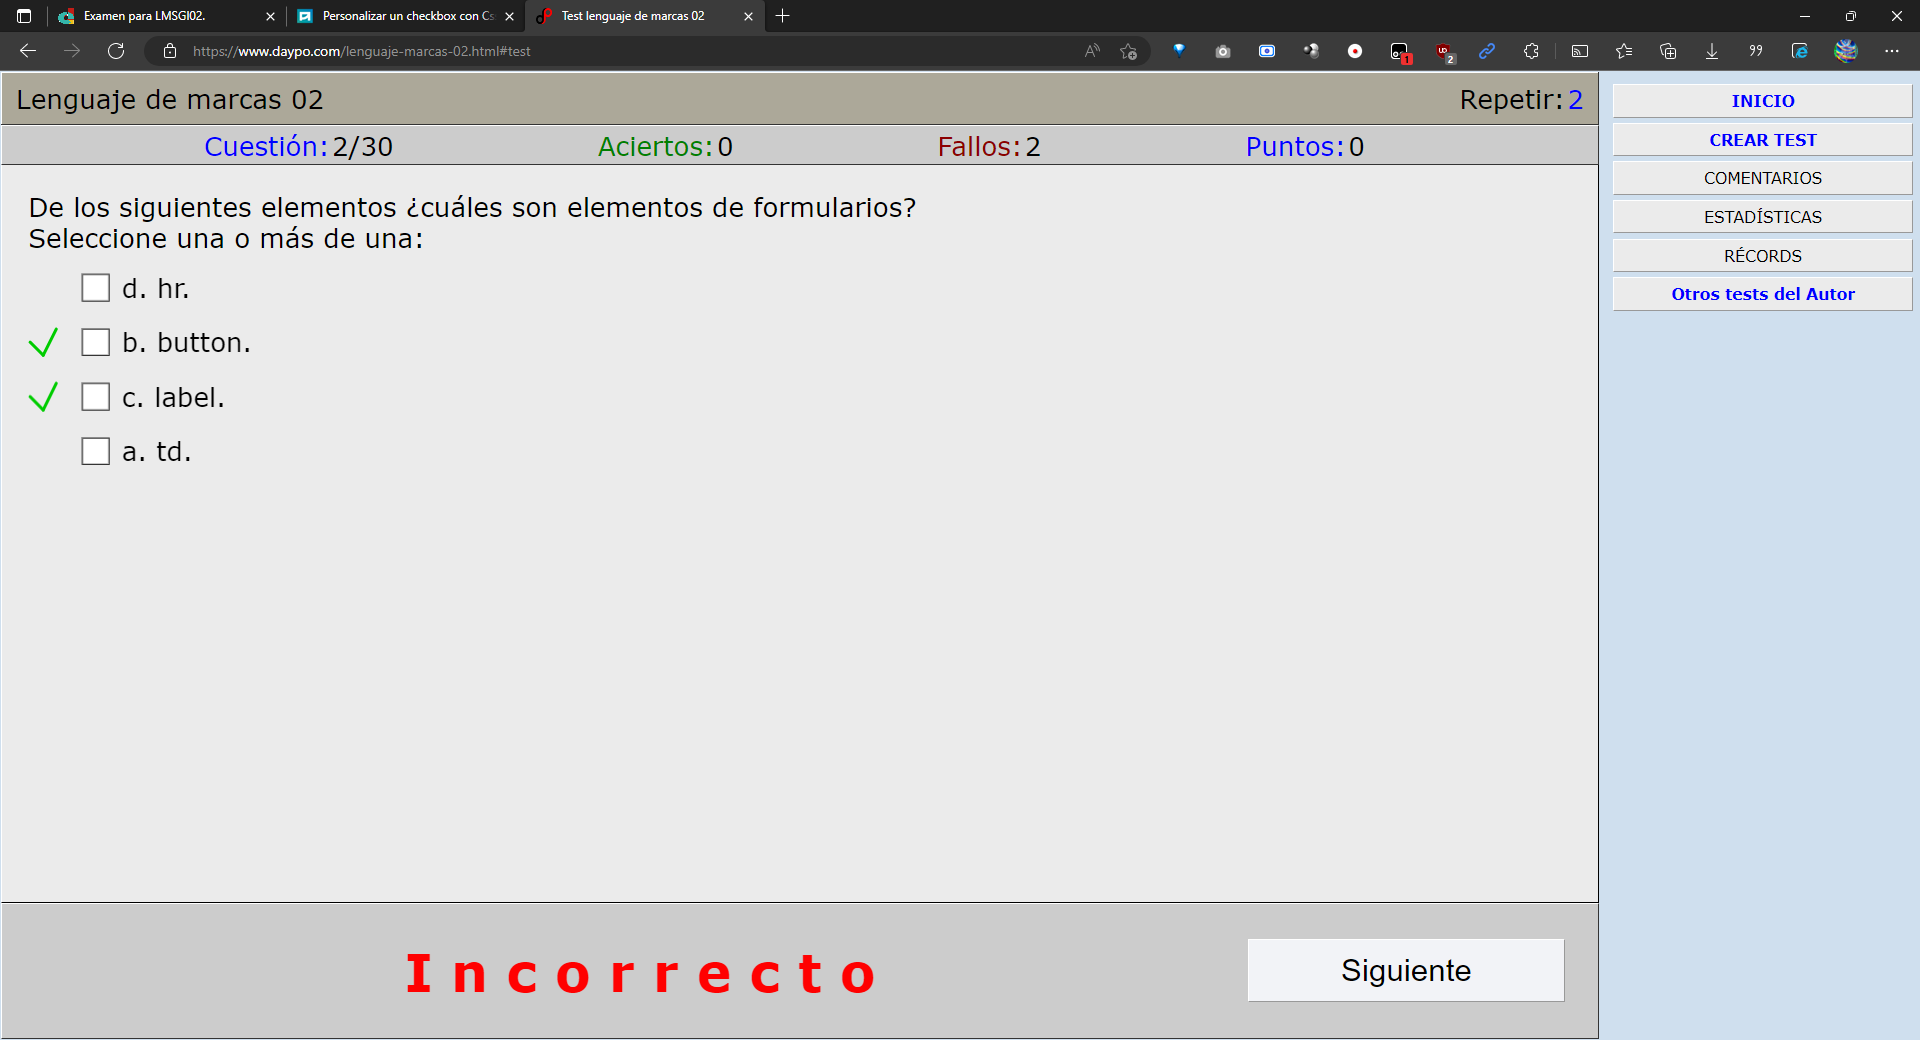 Examen para LMSGI02.
Personalizar un checkbox con Cs
Test lenguaje de marcas 02
https://www.daypo.com/lenguaje-marcas-02.html#test
1
2
Lenguaje de marcas 02
Repetir: 2
Cuestión: 2/30
Aciertos: 0
Fallos: 2
Puntos: 0
De los siguientes elementos ¿cuáles son elementos de formularios?
Seleccione una o más de una:
d. hr.
b. button.
c. label.
a. td.
Incorrecto
Siguiente
INICIO
CREAR TEST
COMENTARIOS
ESTADÍSTICAS
RÉCORDS
Otros tests del Autor